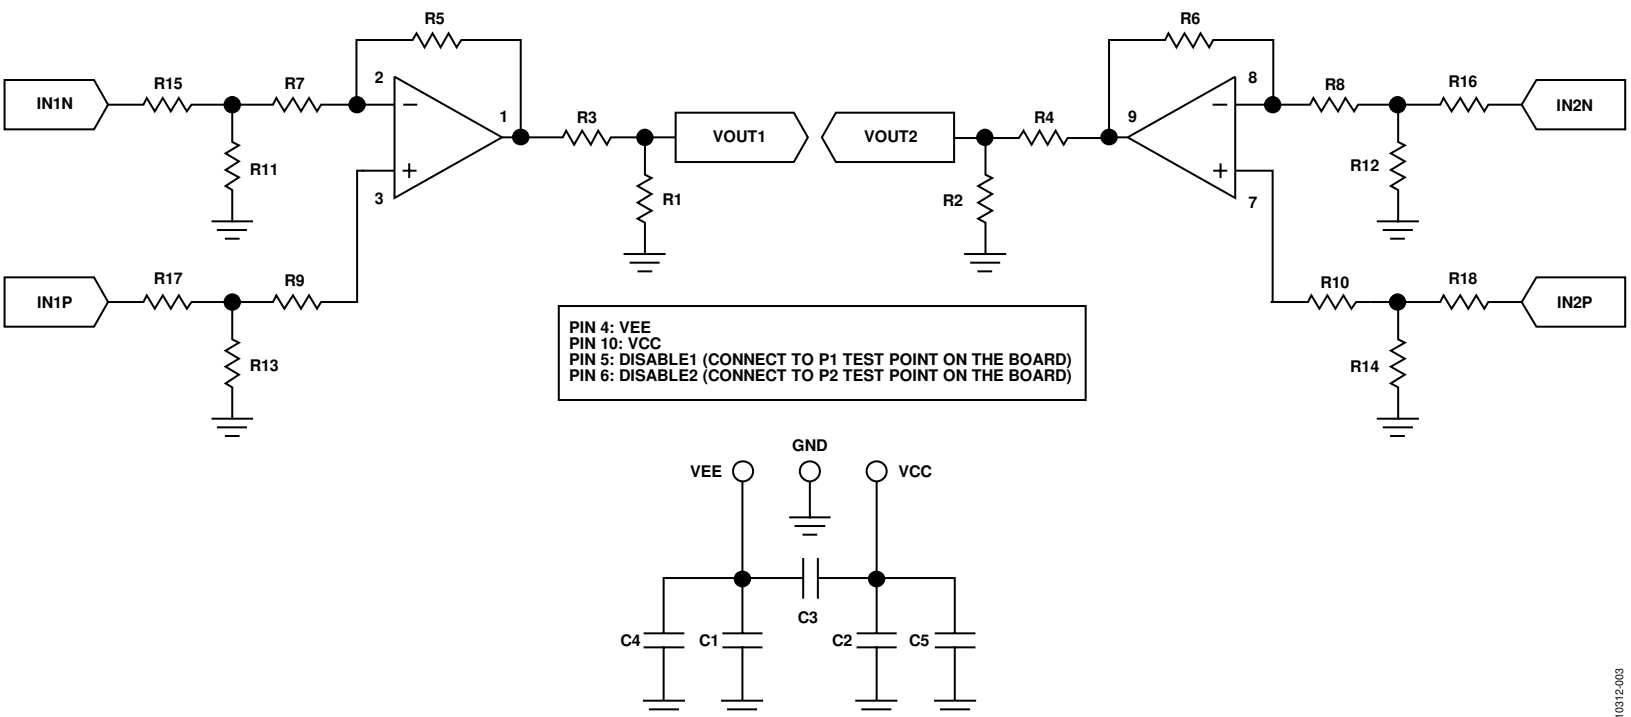 R5
R6
IN1N
R15
R7
2
1
R3
VOUT1
VOUT2
R4
9
8
R8
R16
IN2N
R11
3
R1
R2
7
R12
IN1P
R17
R9
R10
R18
IN2P
R13
R14
PIN 4: VEE
PIN 10: VCC
PIN 5: DISABLE1 (CONNECT TO P1 TEST POINT ON THE BOARD)
PIN 6: DISABLE2 (CONNECT TO P2 TEST POINT ON THE BOARD)
GND
VEE
VCC
C3
C4
C1
C2
C5
10312-003